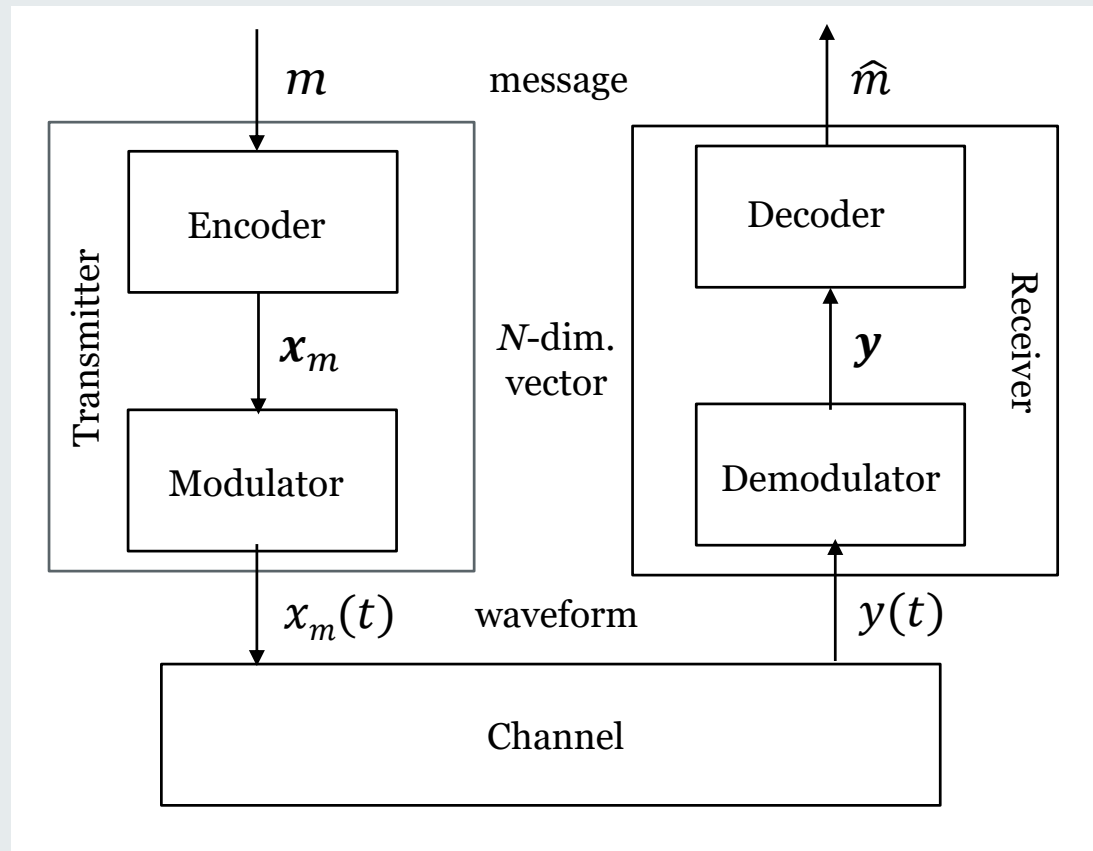 m
message
m̂
Encoder
Decoder
Transmitter
Receiver
x_m
N-dim.
vector
y
Modulator
Demodulator
x_m(t)
waveform
y(t)
Channel